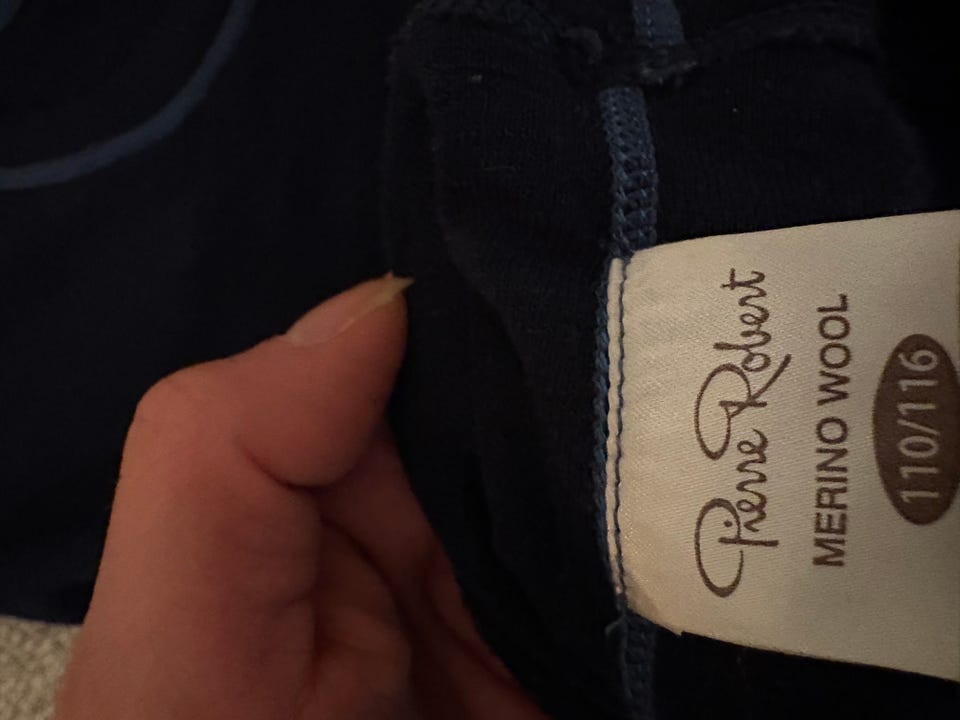 Pierre Robert
MERINO WOOL
110/116